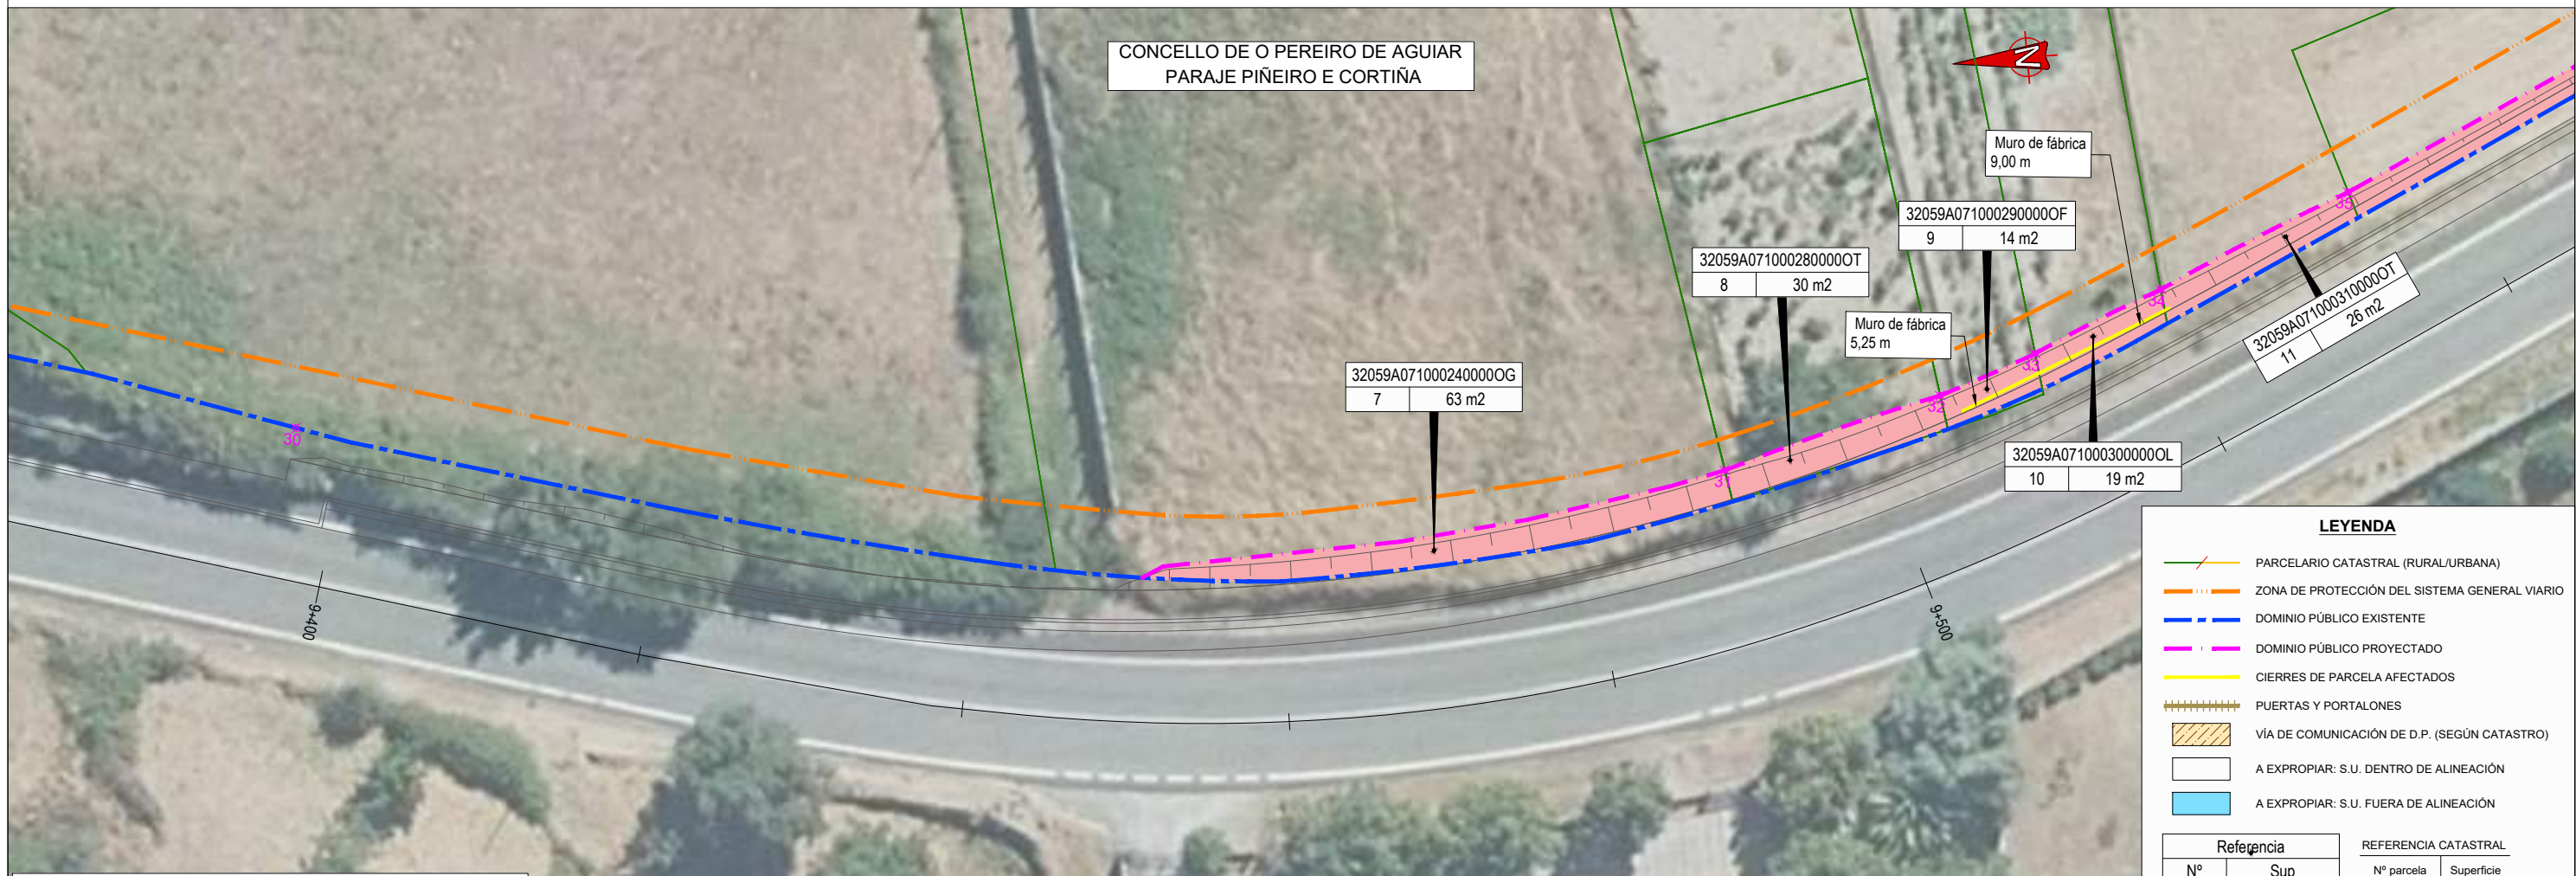 CONCELLO DE O PEREIRO DE AGUIAR
PARAJE PIÑEIRO E CORTIÑA
N
Muro de fábrica
9,00 m
32059A071000290000OF
9 14 m2
35
32059A071000280000OT
8 30 m2
34
32059A071000310000OT
11 26 m2
Muro de fábrica
5,25 m
33
32059A071000240000OG
7 63 m2
32
30
31
32059A071000300000OL
10 19 m2
9+400
9+500
LEYENDA
PARCELARIO CATASTRAL (RURAL/URBANA)
ZONA DE PROTECCIÓN DEL SISTEMA GENERAL VIARIO
DOMINIO PÚBLICO EXISTENTE
DOMINIO PÚBLICO PROYECTADO
CIERRES DE PARCELA AFECTADOS
PUERTAS Y PORTALONES
VÍA DE COMUNICACIÓN DE D.P. (SEGÚN CATASTRO)
A EXPROPIAR: S.U. DENTRO DE ALINEACIÓN
A EXPROPIAR: S.U. FUERA DE ALINEACIÓN
Referencia
Nº Sup
REFERENCIA CATASTRAL
Nº parcela Superficie